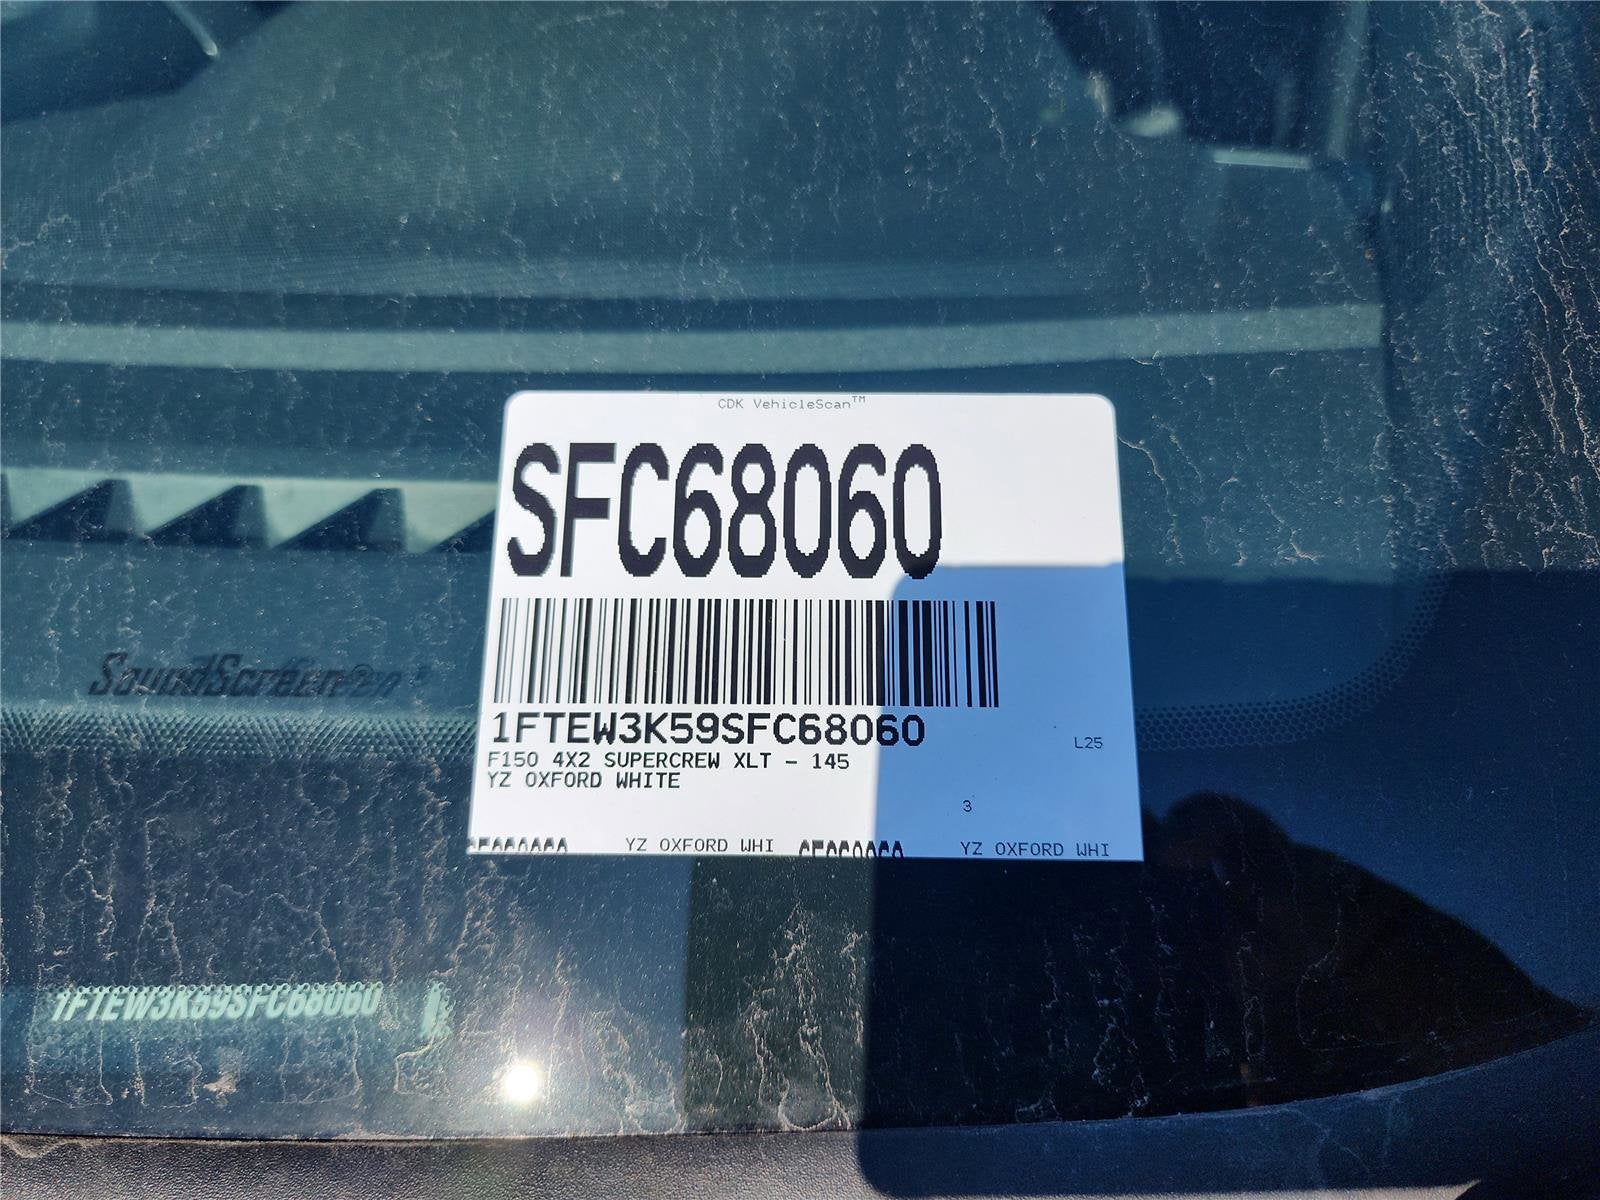 CDK VehicleScan™
SFC68060
1FTEW3K59SFC68060
L25
F150 4X2 SUPERCREW XLT - 145
YZ OXFORD WHITE
3
YZ OXFORD WHI
YZ OXFORD WHI
SoundScreen
1FTEW3K59SFC68060